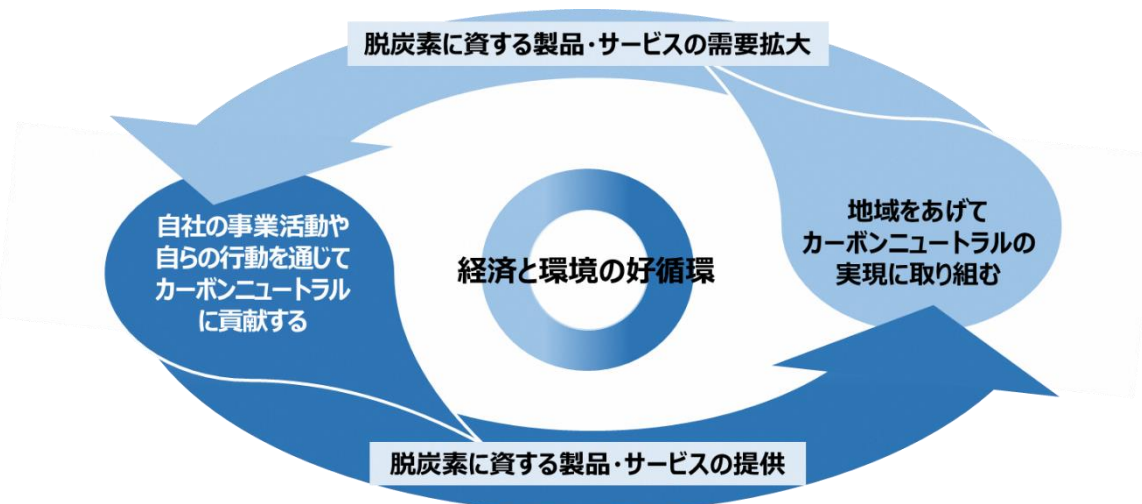 脱炭素に資する製品・サービスの需要拡大
自社の事業活動や
自らの行動を通じて
カーボンニュートラル
に貢献する
経済と環境の好循環
地域をあげて
カーボンニュートラルの
実現に取り組む
脱炭素に資する製品・サービスの提供